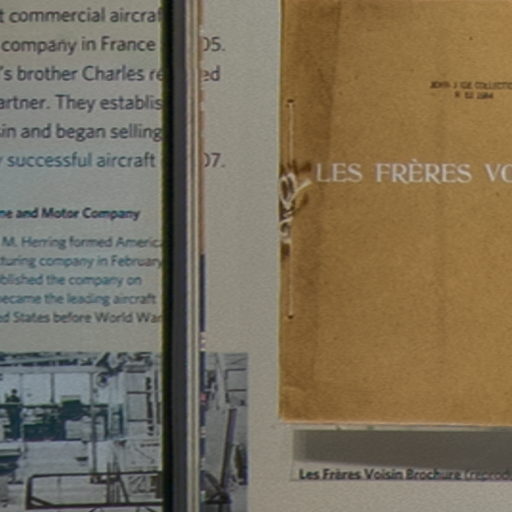 t commercial aircraf
company in France 05.
's brother Charles re ed
artner. They establis
sin and began selling
successful aircraft 07.
ne and Motor Company
M. Herring formed America
turing company in February
blished the company on
became the leading aircraft
ed States before World War
LES FRÈRES VO
Les Frères Voisin Brochure (reprod